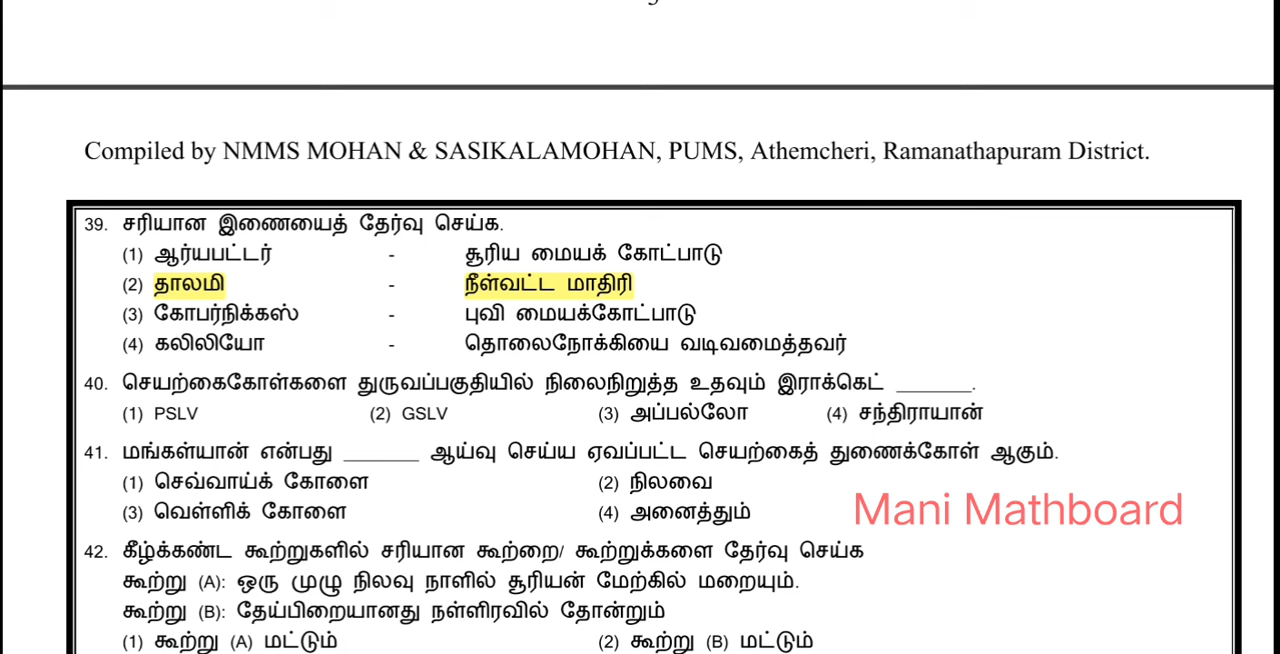 Compiled by NMMS MOHAN & SASIKALAMOHAN, PUMS, Athemcheri, Ramanathapuram District.
39. சரியான இணையைத் தேர்வு செய்க.
(1) ஆர்யபட்டர் - சூரிய மையக் கோட்பாடு
(2) தாலமி - நீள்வட்ட மாதிரி
(3) கோபர்நிக்கஸ் - புவி மையக்கோட்பாடு
(4) கலிலியோ - தொலைநோக்கியை வடிவமைத்தவர்
40. செயற்கைகோள்களை துருவப்பகுதியில் நிலைநிறுத்த உதவும் இராக்கெட் _______.
(1) PSLV (2) GSLV (3) அப்பல்லோ (4) சந்திராயான்
41. மங்கள்யான் என்பது _______ ஆய்வு செய்ய ஏவப்பட்ட செயற்கைத் துணைக்கோள் ஆகும்.
(1) செவ்வாய்க் கோளை (2) நிலவை
(3) வெள்ளிக் கோளை (4) அனைத்தும்
Mani Mathboard
42. கீழ்க்கண்ட கூற்றுகளில் சரியான கூற்றை/ கூற்றுக்களை தேர்வு செய்க
கூற்று (A): ஒரு முழு நிலவு நாளில் சூரியன் மேற்கில் மறையும்.
கூற்று (B): தேய்பிறையானது நள்ளிரவில் தோன்றும்
(1) கூற்று (A) மட்டும் (2) கூற்று (B) மட்டும்